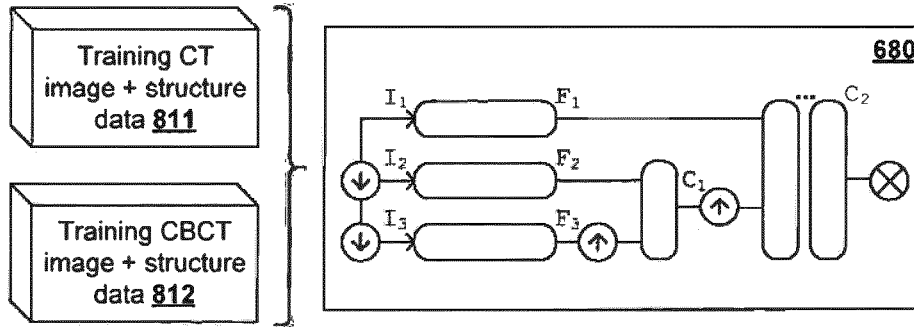 Training CT
image + structure
data 811
Training CBCT
image + structure
data 812
680
I1
F1
... C2
I2
F2
C1
I3
F3